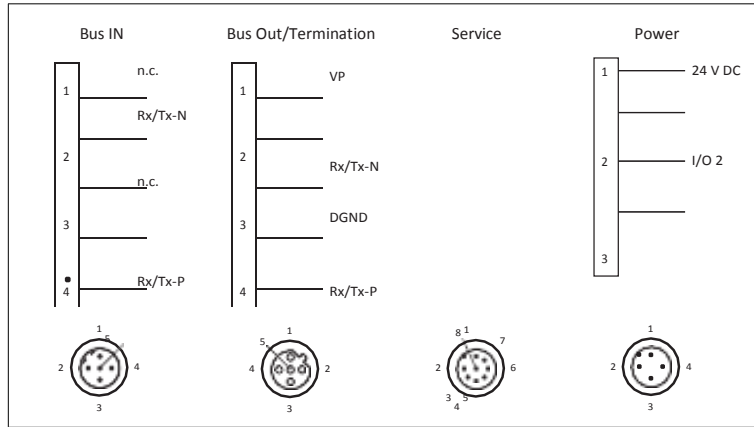 Bus IN
Bus Out/Termination
Service
Power
n.c.
1
Rx/Tx-N
2
n.c.
3
4
Rx/Tx-P
VP
1
2
Rx/Tx-N
3
DGND
4
Rx/Tx-P
1
24 V DC
2
I/O 2
3
1
5
2
4
3
1
5
4
2
3
8
1
7
2
6
3
5
4
1
2
4
3